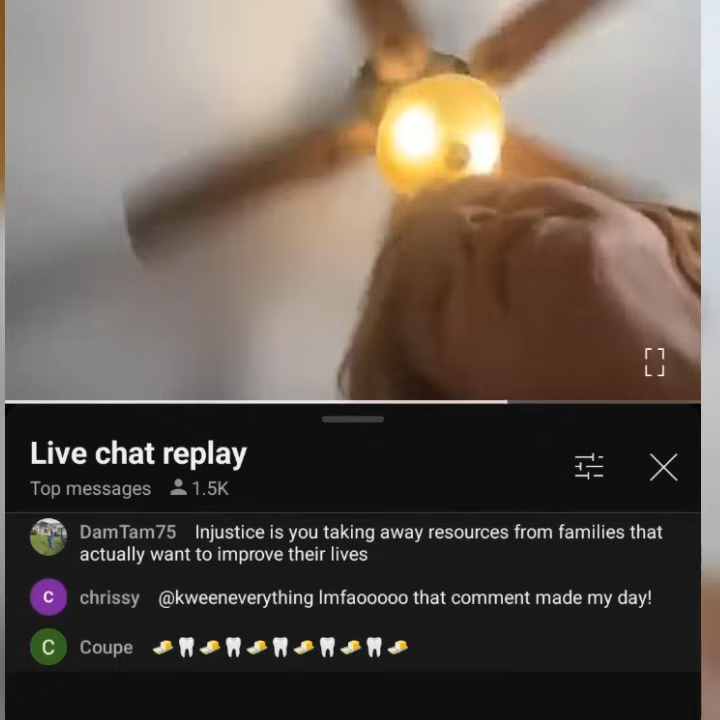 Live chat replay
Top messages 1.5K
DamTam75 Injustice is you taking away resources from families that
actually want to improve their lives
C chrissy @kweeneverything lmfaooooo that comment made my day!
C Coupe 🧈🦷🧈🦷🧈🦷🧈🦷🧈🦷🧈